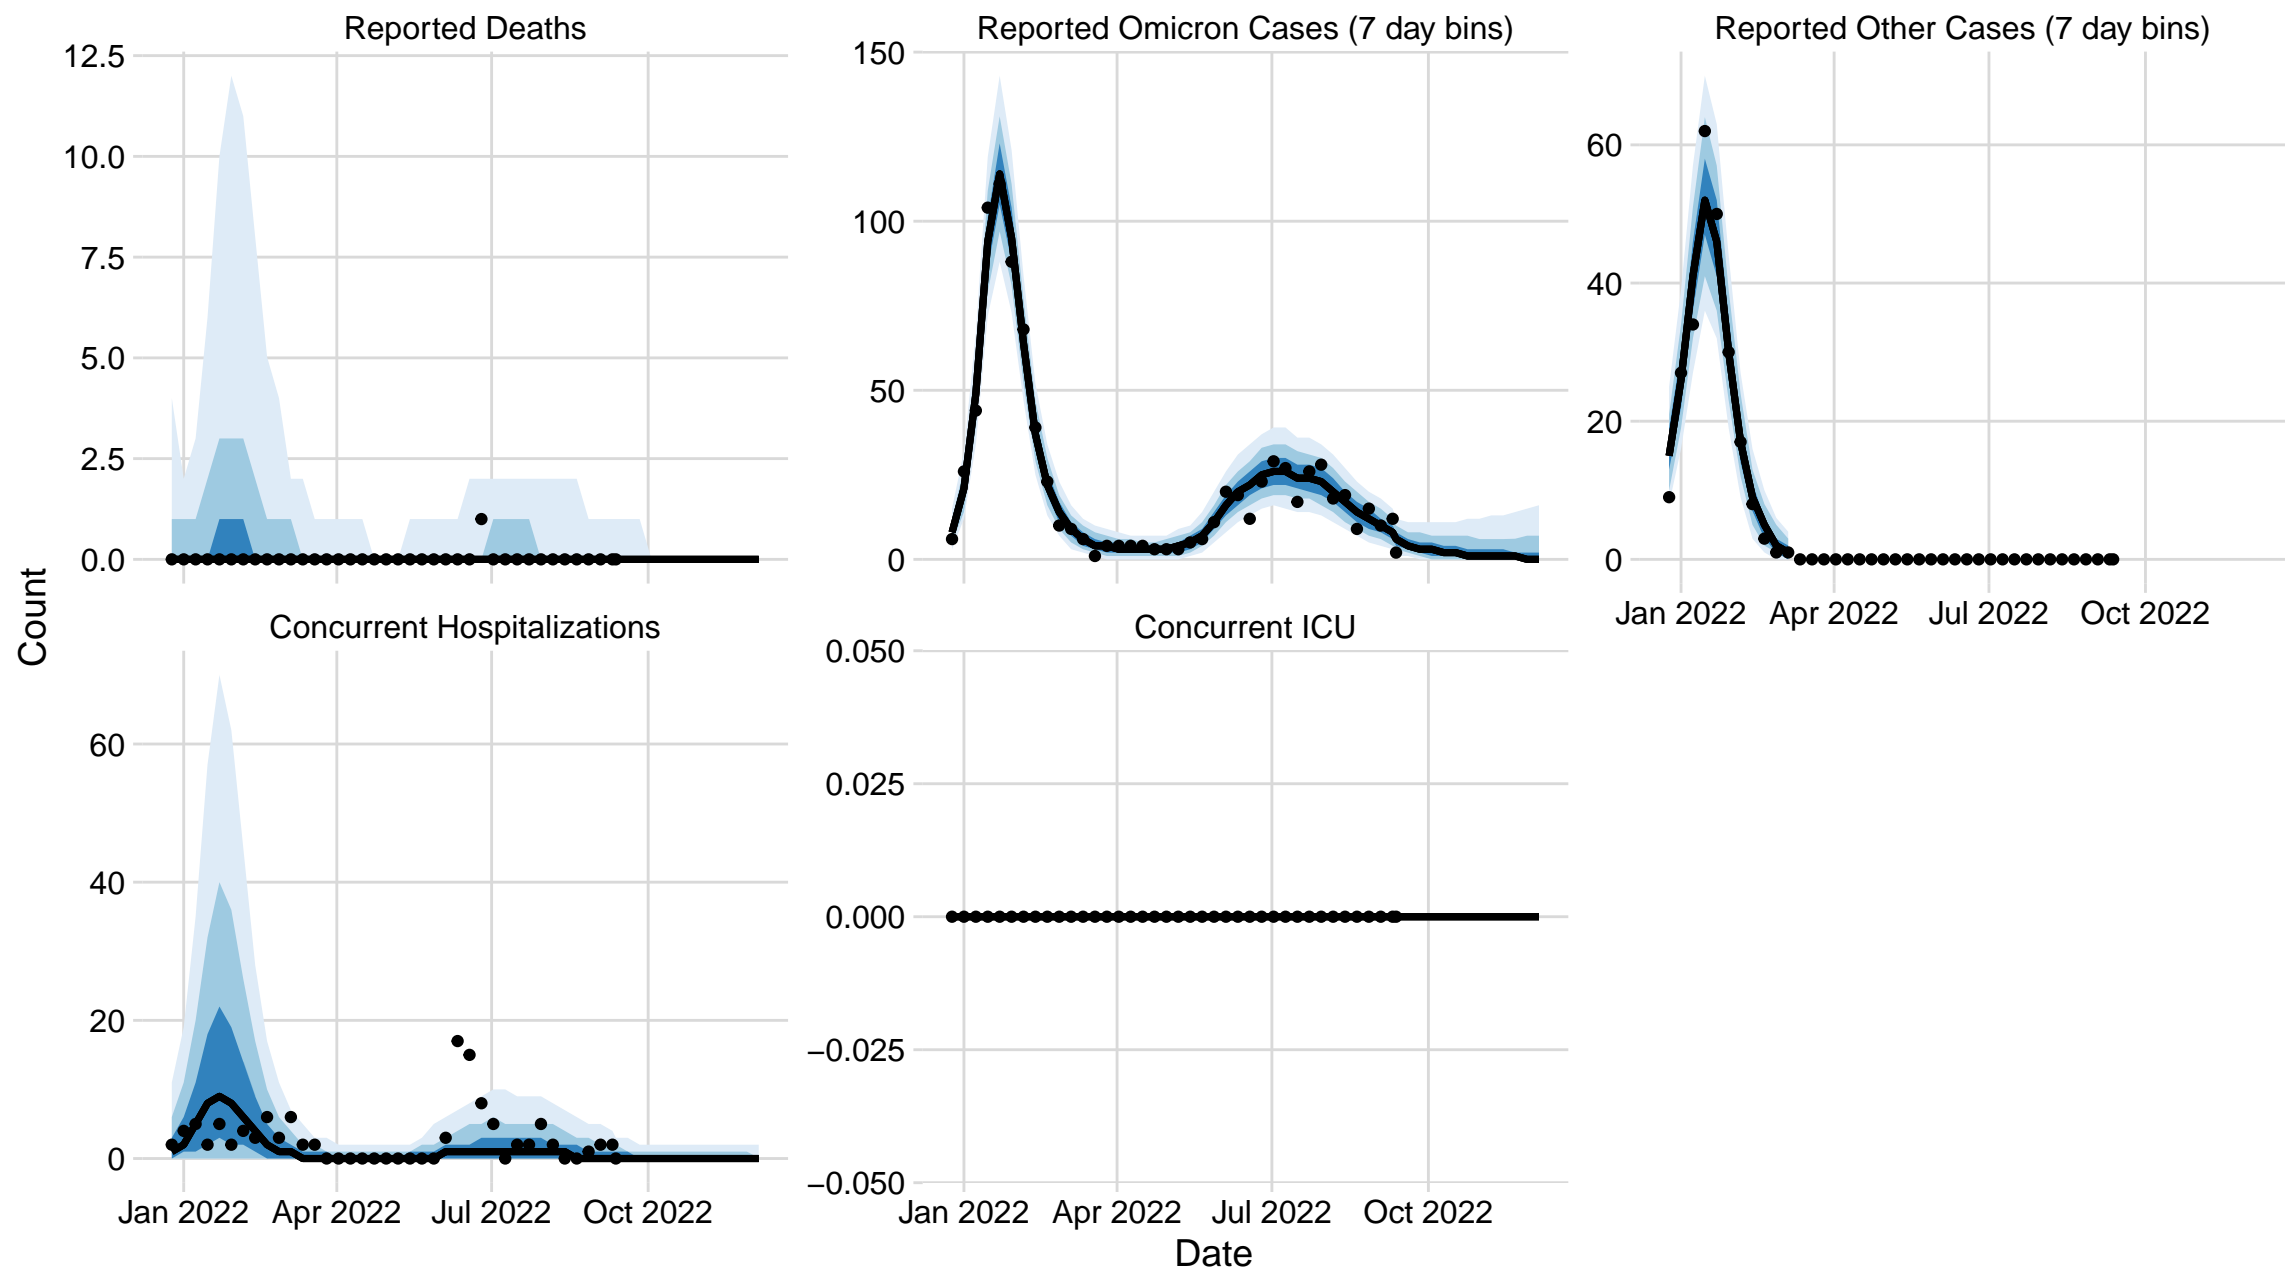 Reported Deaths
Reported Omicron Cases (7 day bins)
Reported Other Cases (7 day bins)
12.5
10.0
7.5
5.0
2.5
0.0
150
100
50
0
60
40
20
0
Jan 2022 Apr 2022 Jul 2022 Oct 2022
Count
Concurrent Hospitalizations
Concurrent ICU
60
40
20
0
Jan 2022 Apr 2022 Jul 2022 Oct 2022
0.050
0.025
0.000
−0.025
−0.050
Jan 2022 Apr 2022 Jul 2022 Oct 2022
Date